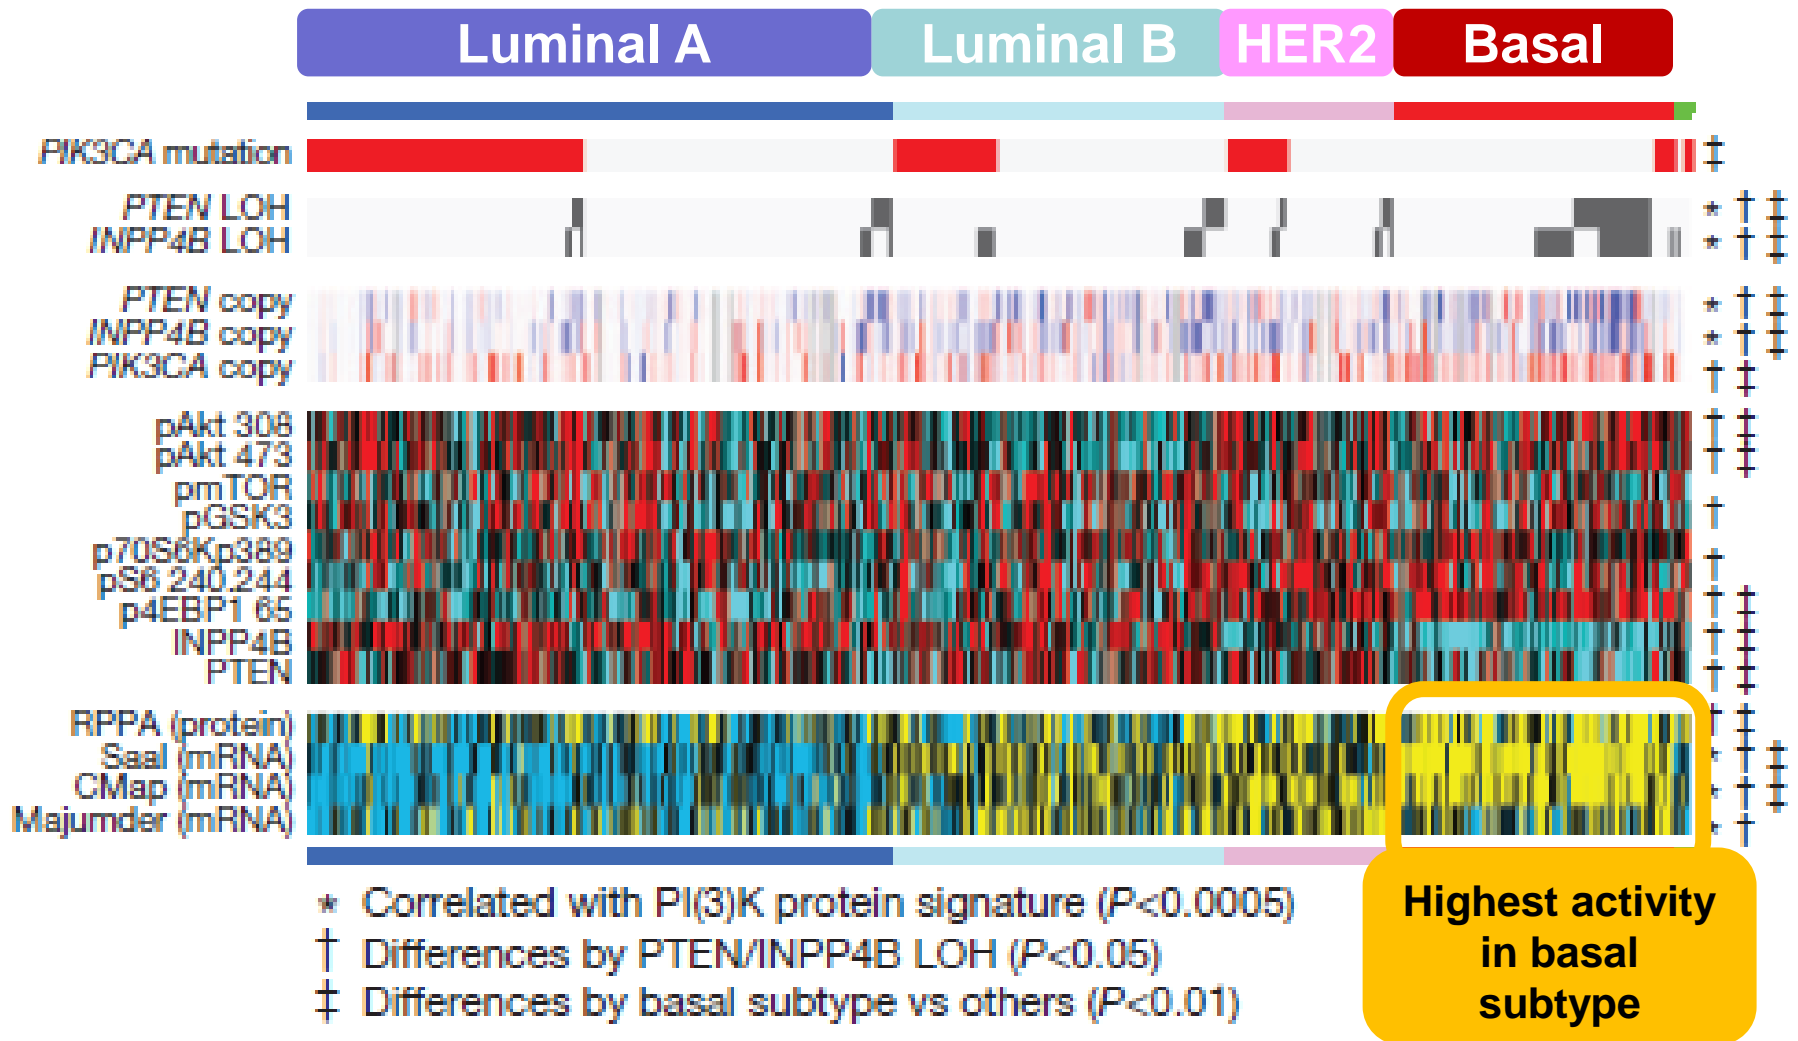 Luminal A Luminal B HER2 Basal
PIK3CA mutation ‡
PTEN LOH * † ‡
INPP4B LOH * † ‡
PTEN copy * † ‡
INPP4B copy * † ‡
PIK3CA copy † ‡
pAkt 308 † ‡
pAkt 473 † ‡
pmTOR
pGSK3 †
p70S6Kp389
pS6 240.244 †
p4EBP1 65 † ‡
INPP4B † ‡
PTEN † ‡
RPPA (protein) † ‡
Saal (mRNA) * † ‡
CMap (mRNA) * † ‡
Majumder (mRNA) * †
* Correlated with PI(3)K protein signature (P<0.0005)
† Differences by PTEN/INPP4B LOH (P<0.05)
‡ Differences by basal subtype vs others (P<0.01)
Highest activity
in basal
subtype